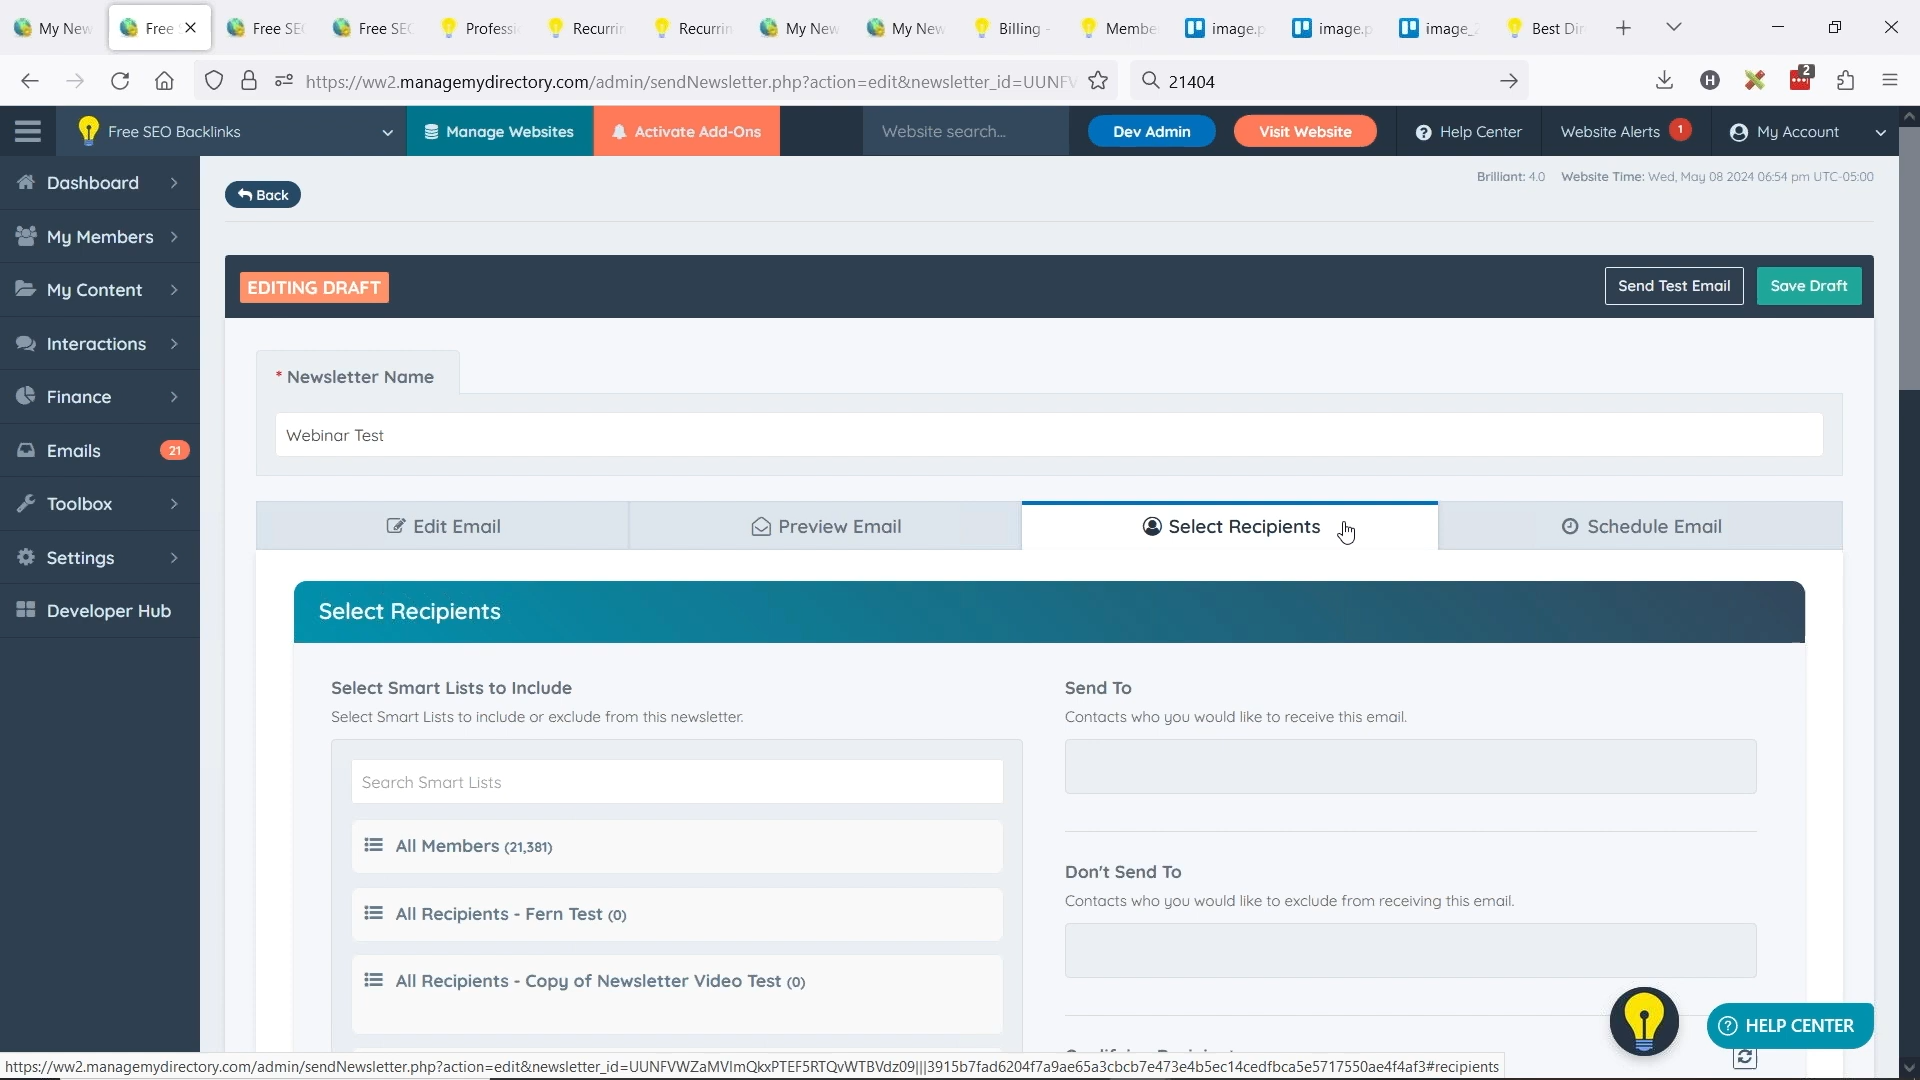 My New
Free
Free SEO
Free SEO
Professi
Recurrin
Recurrin
My New
My New
Billing -
Membe
image.p
image.p
image_2
Best Dir
https://ww2.managemydirectory.com/admin/sendNewsletter.php?action=edit&newsletter_id=UUNFV
21404
2
Free SEO Backlinks
Manage Websites
Activate Add-Ons
Website search...
Dev Admin
Visit Website
Help Center
Website Alerts 1
My Account
Dashboard
My Members
My Content
Interactions
Finance
Emails 21
Toolbox
Settings
Developer Hub
Back
Brilliant: 4.0 Website Time: Wed, May 08 2024 06:54 pm UTC-05:00
EDITING DRAFT
Send Test Email
Save Draft
* Newsletter Name
Webinar Test
Edit Email
Preview Email
Select Recipients
Schedule Email
Select Recipients
Select Smart Lists to Include
Select Smart Lists to include or exclude from this newsletter.
Search Smart Lists
All Members (21,381)
All Recipients - Fern Test (0)
All Recipients - Copy of Newsletter Video Test (0)
Send To
Contacts who you would like to receive this email.
Don't Send To
Contacts who you would like to exclude from receiving this email.
HELP CENTER
https://ww2.managemydirectory.com/admin/sendNewsletter.php?action=edit&newsletter_id=UUNFVWZaMVlmQkxPTEF5RTQvWTBVdz09|||3915b7fad6204f7a9ae65a3cbcb7e473e4b5ec14cedfbca5e5717550ae4f4af3#recipients